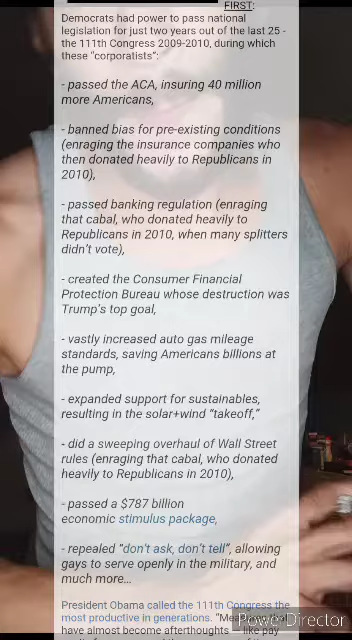 FIRST:
Democrats had power to pass national
legislation for just two years out of the last 25 -
the 111th Congress 2009-2010, during which
these "corporatists":
- passed the ACA, insuring 40 million
more Americans,
- banned bias for pre-existing conditions
(enraging the insurance companies who
then donated heavily to Republicans in
2010),
- passed banking regulation (enraging
that cabal, who donated heavily to
Republicans in 2010, when many splitters
didn't vote),
- created the Consumer Financial
Protection Bureau whose destruction was
Trump's top goal,
- vastly increased auto gas mileage
standards, saving Americans billions at
the pump,
- expanded support for sustainables,
resulting in the solar+wind "takeoff,"
- did a sweeping overhaul of Wall Street
rules (enraging that cabal, who donated
heavily to Republicans in 2010),
- passed a $787 billion
economic stimulus package,
- repealed "don't ask, don't tell", allowing
gays to serve openly in the military, and
much more...
President Obama called the 111th Congress the
most productive in generations. "Measures that
have almost become afterthoughts – like pay
PowerDirector